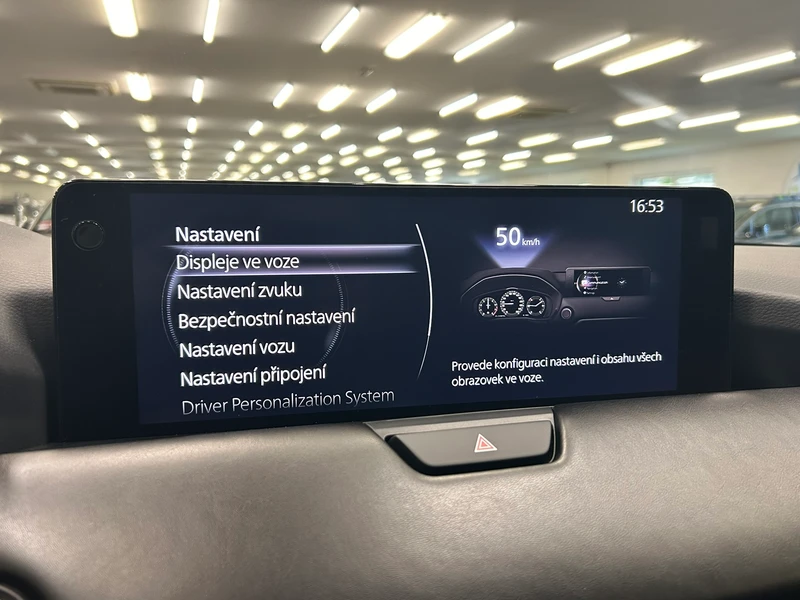 16:53
Nastavení
Displeje ve voze
Nastavení zvuku
Bezpečnostní nastavení
Nastavení vozu
Nastavení připojení
Driver Personalization System
50 km/h
Provede konfiguraci nastavení i obsahu všech
obrazovek ve voze.